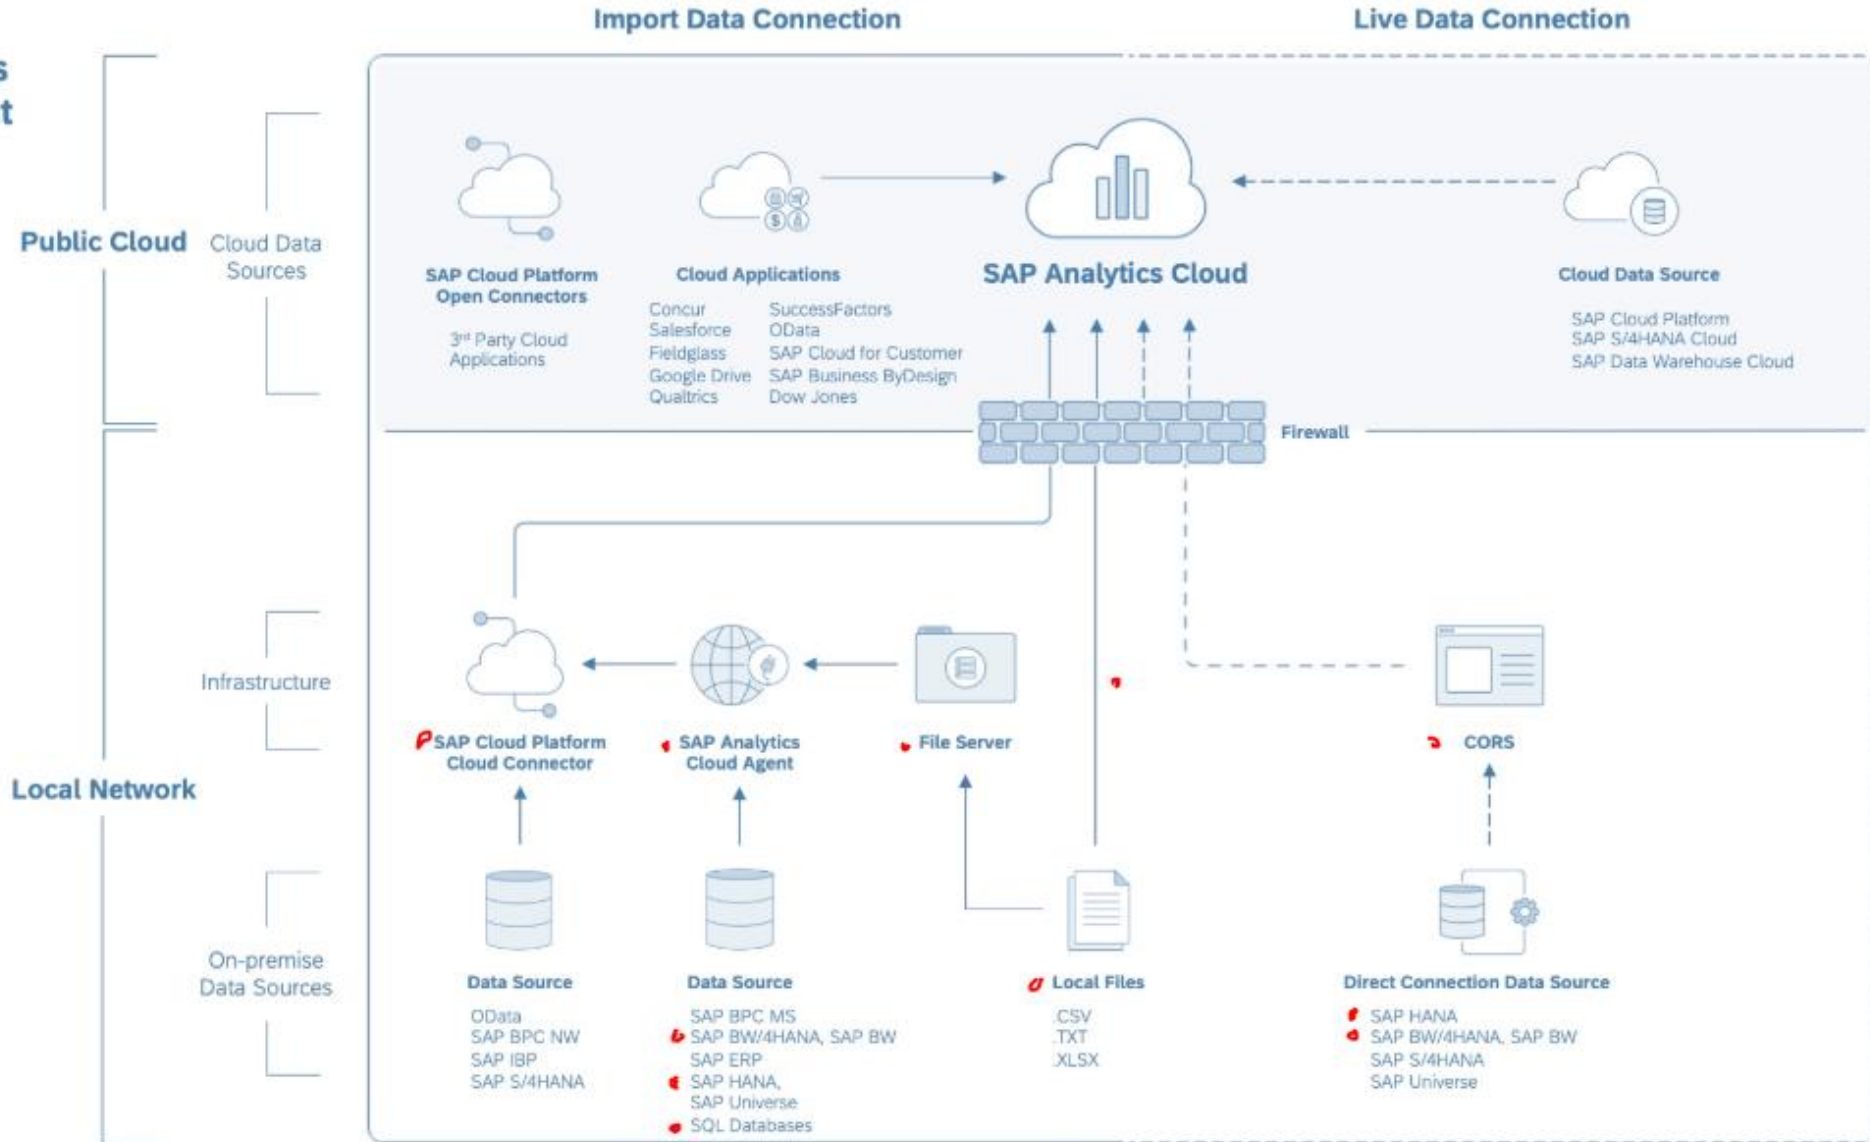 Import Data Connection
Live Data Connection
s
t
Public Cloud
Cloud Data
Sources
SAP Cloud Platform
Open Connectors
3rd Party Cloud
Applications
Cloud Applications
Concur SuccessFactors
Salesforce OData
Fieldglass SAP Cloud for Customer
Google Drive SAP Business ByDesign
Qualtrics Dow Jones
SAP Analytics Cloud
Cloud Data Source
SAP Cloud Platform
SAP S/4HANA Cloud
SAP Data Warehouse Cloud
Firewall
Local Network
Infrastructure
SAP Cloud Platform
Cloud Connector
SAP Analytics
Cloud Agent
File Server
CORS
On-premise
Data Sources
Data Source
OData
SAP BPC NW
SAP IBP
SAP S/4HANA
Data Source
SAP BPC MS
SAP BW/4HANA, SAP BW
SAP ERP
SAP HANA,
SAP Universe
SQL Databases
Local Files
.CSV
.TXT
.XLSX
Direct Connection Data Source
SAP HANA
SAP BW/4HANA, SAP BW
SAP S/4HANA
SAP Universe